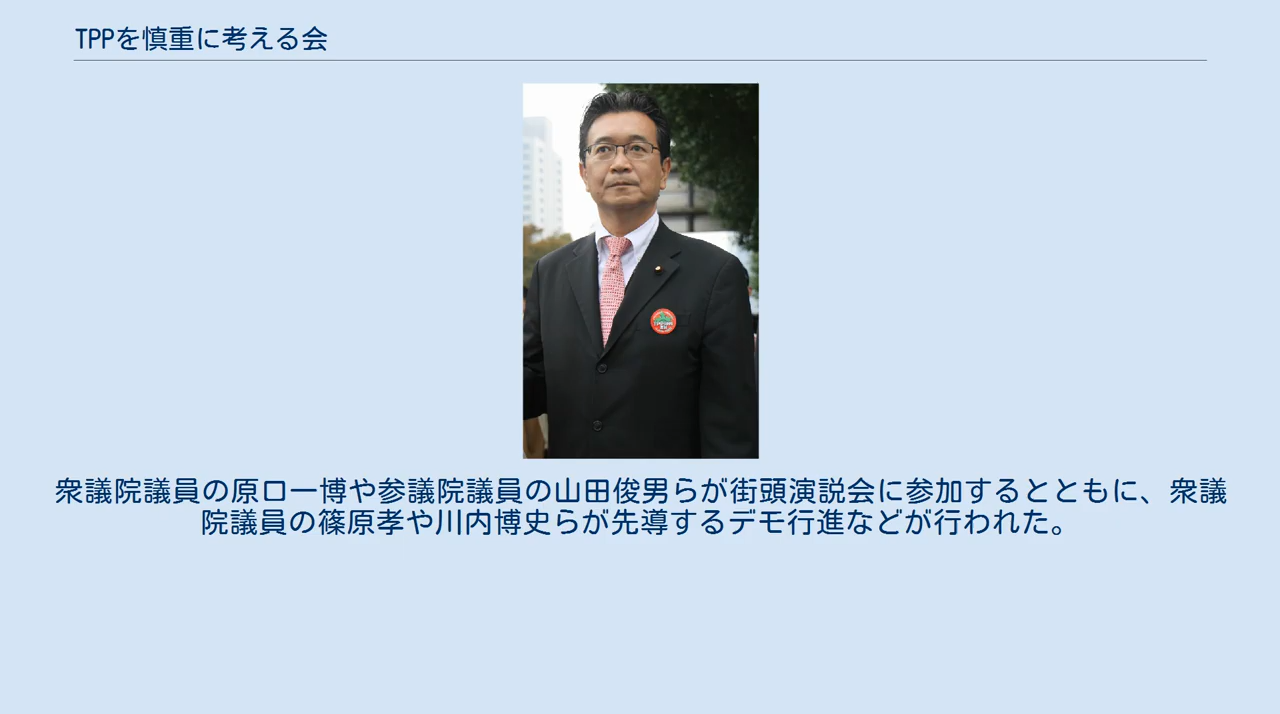 TPPを慎重に考える会
衆議院議員の原口一博や参議院議員の山田俊男らが街頭演説会に参加するとともに、衆議
院議員の篠原孝や川内博史らが先導するデモ行進などが行われた。